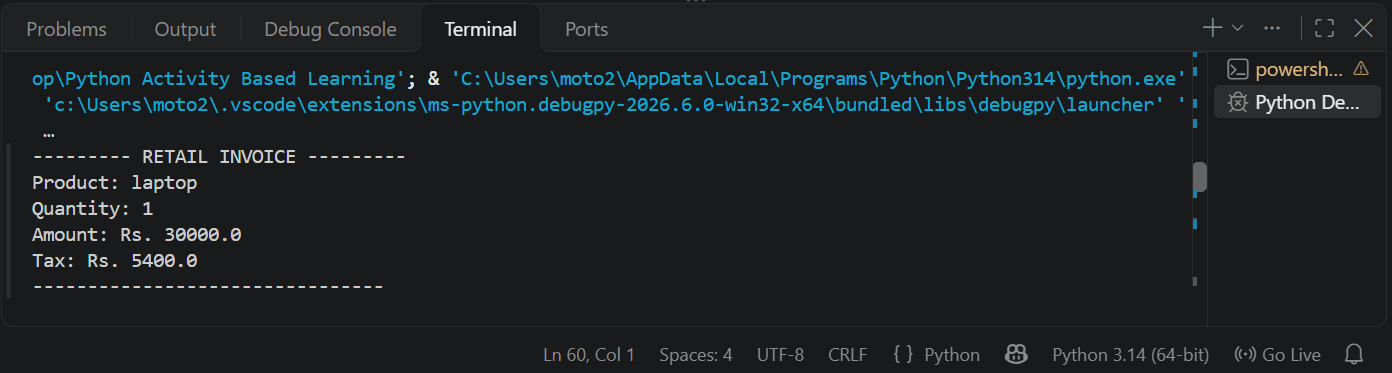 Problems Output Debug Console Terminal Ports
op\Python Activity Based Learning'; & 'C:\Users\moto2\AppData\Local\Programs\Python\Python314\python.exe'
'c:\Users\moto2\.vscode\extensions\ms-python.debugpy-2026.6.0-win32-x64\bundled\libs\debugpy\launcher' '
…
--------- RETAIL INVOICE ---------
Product: laptop
Quantity: 1
Amount: Rs. 30000.0
Tax: Rs. 5400.0
--------------------------------
powersh...
Python De...
Ln 60, Col 1 Spaces: 4 UTF-8 CRLF { } Python Python 3.14 (64-bit) Go Live